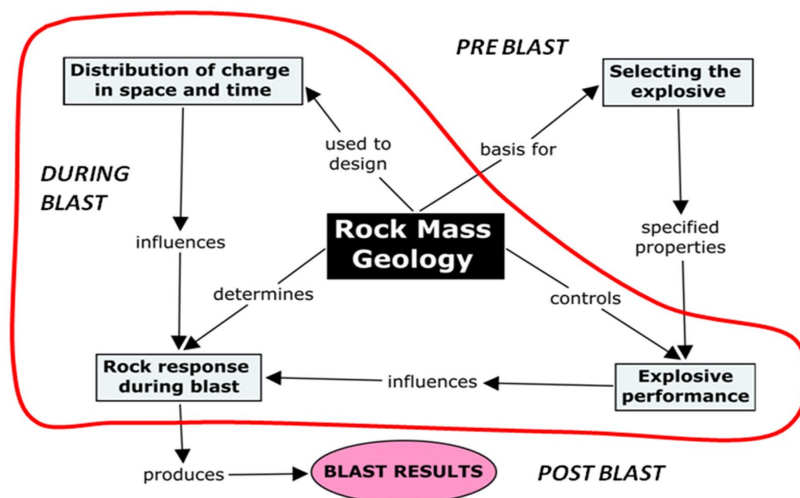 PRE BLAST
Distribution of charge
in space and time
Selecting the
explosive
used to
design
basis for
DURING
BLAST
Rock Mass
Geology
influences
specified
properties
determines
controls
Rock response
during blast
influences
Explosive
performance
produces
BLAST RESULTS
POST BLAST